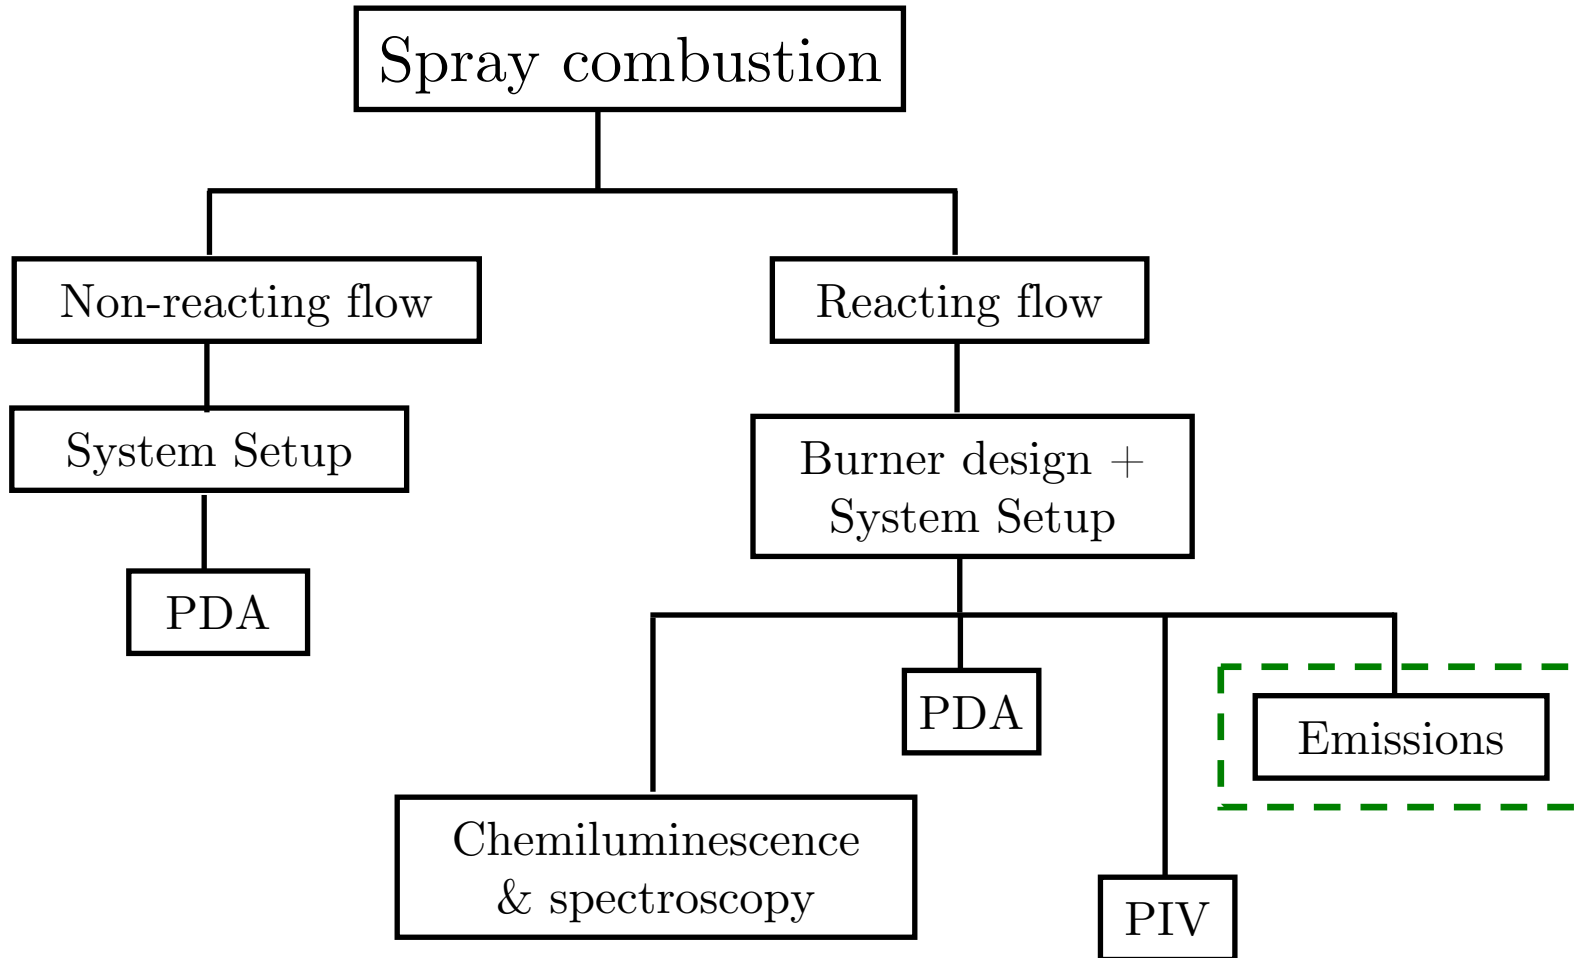 Spray combustion
Non-reacting flow
Reacting flow
System Setup
Burner design +
System Setup
PDA
PDA
Emissions
Chemiluminescence
& spectroscopy
PIV